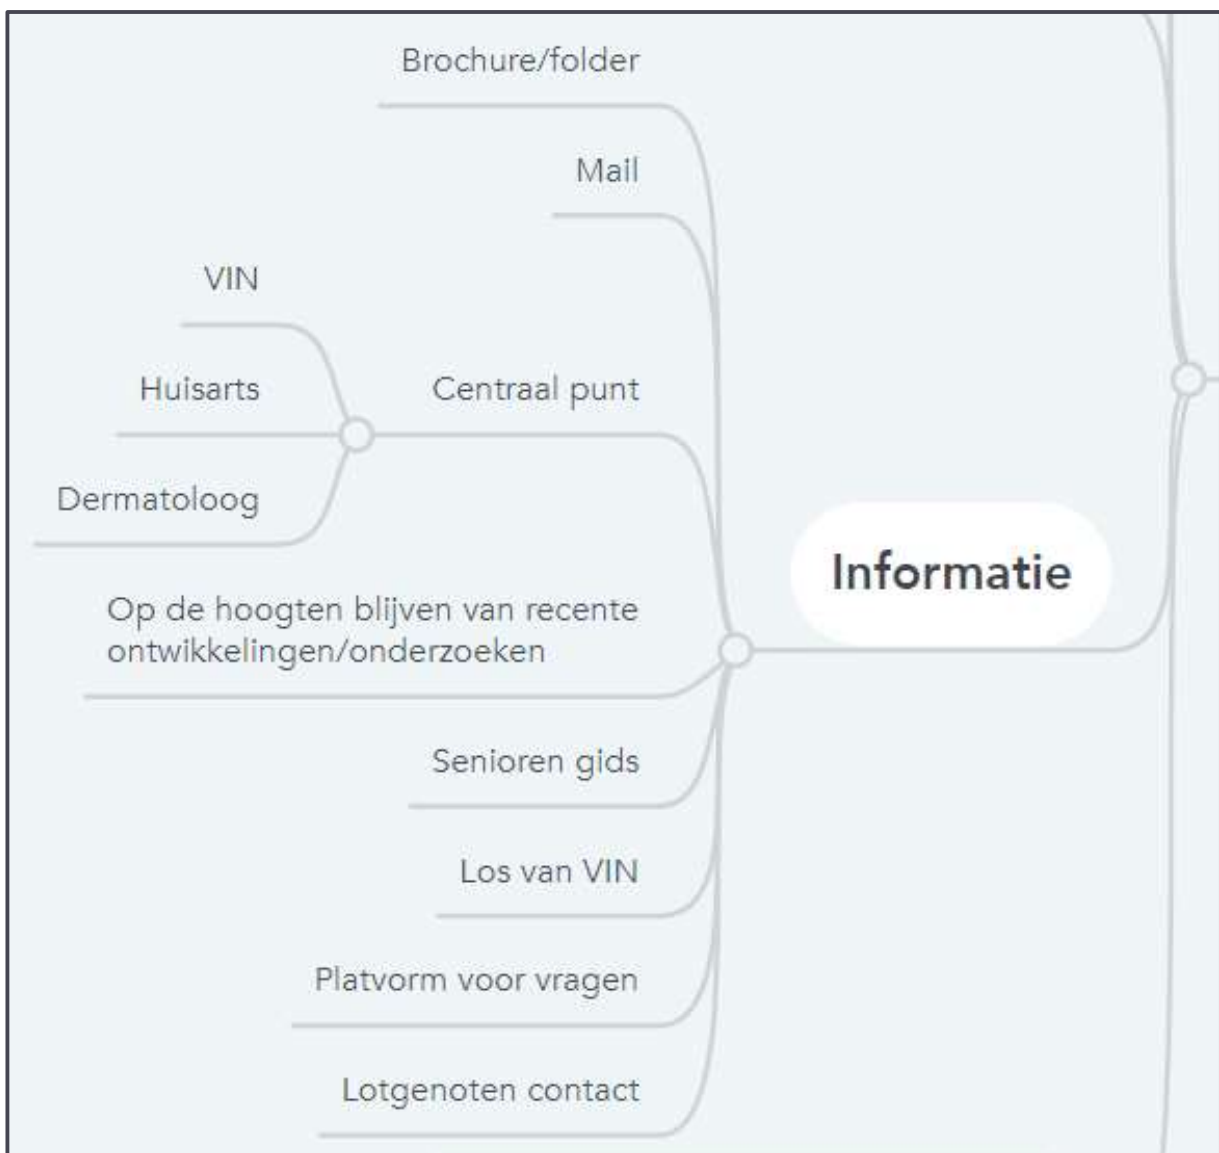 Brochure/folder
Mail
VIN
Huisarts
Centraal punt
Dermatoloog
Informatie
Op de hoogten blijven van recente
ontwikkelingen/onderzoeken
Senioren gids
Los van VIN
Platvorm voor vragen
Lotgenoten contact